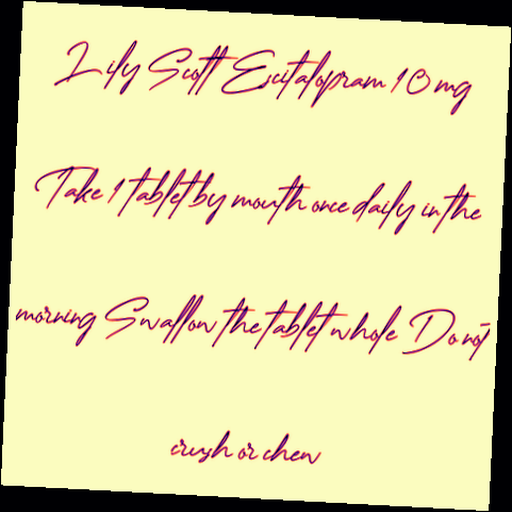 Lily Scott Escitalopram 10 mg
Take 1 tablet by mouth once daily in the
morning Swallow the tablet whole Do not
crush or chew